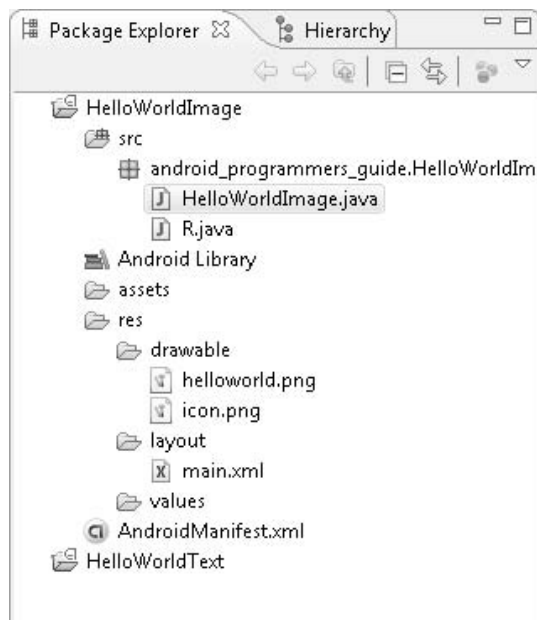 Package Explorer
Hierarchy
HelloWorldImage
src
android_programmers_guide.HelloWorldIm
HelloWorldImage.java
R.java
Android Library
assets
res
drawable
helloworld.png
icon.png
layout
main.xml
values
AndroidManifest.xml
HelloWorldText